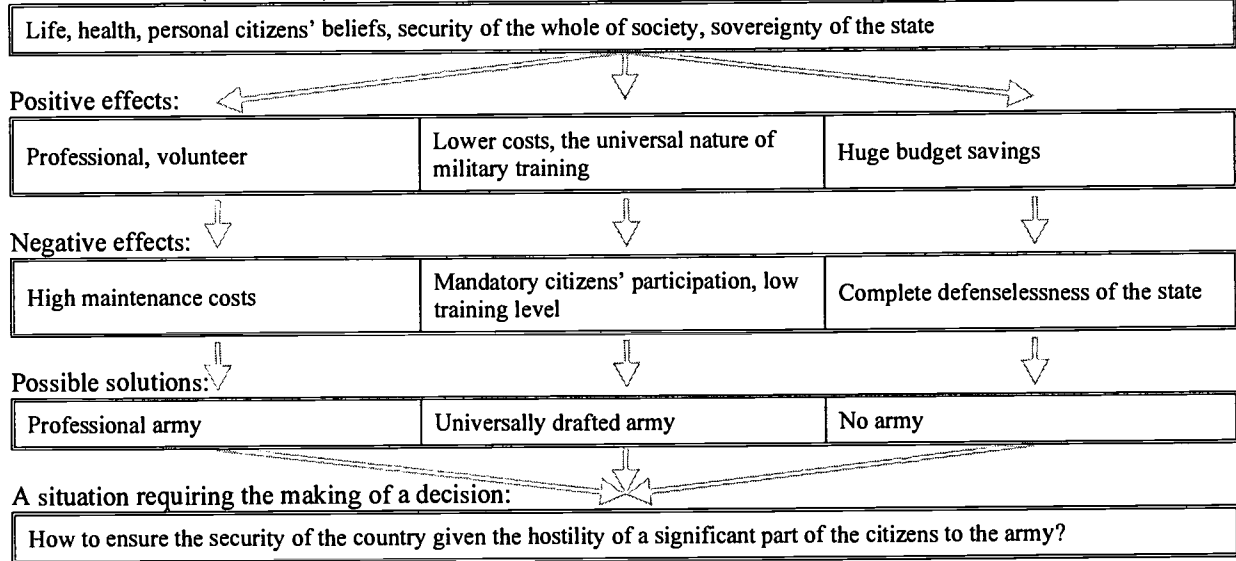 Life, health, personal citizens’ beliefs, security of the whole of society, sovereignty of the state
Positive effects:
Professional, volunteer
Lower costs, the universal nature of
military training
Huge budget savings
Negative effects:
High maintenance costs
Mandatory citizens’ participation, low
training level
Complete defenselessness of the state
Possible solutions:
Professional army
Universally drafted army
No army
A situation requiring the making of a decision:
How to ensure the security of the country given the hostility of a significant part of the citizens to the army?